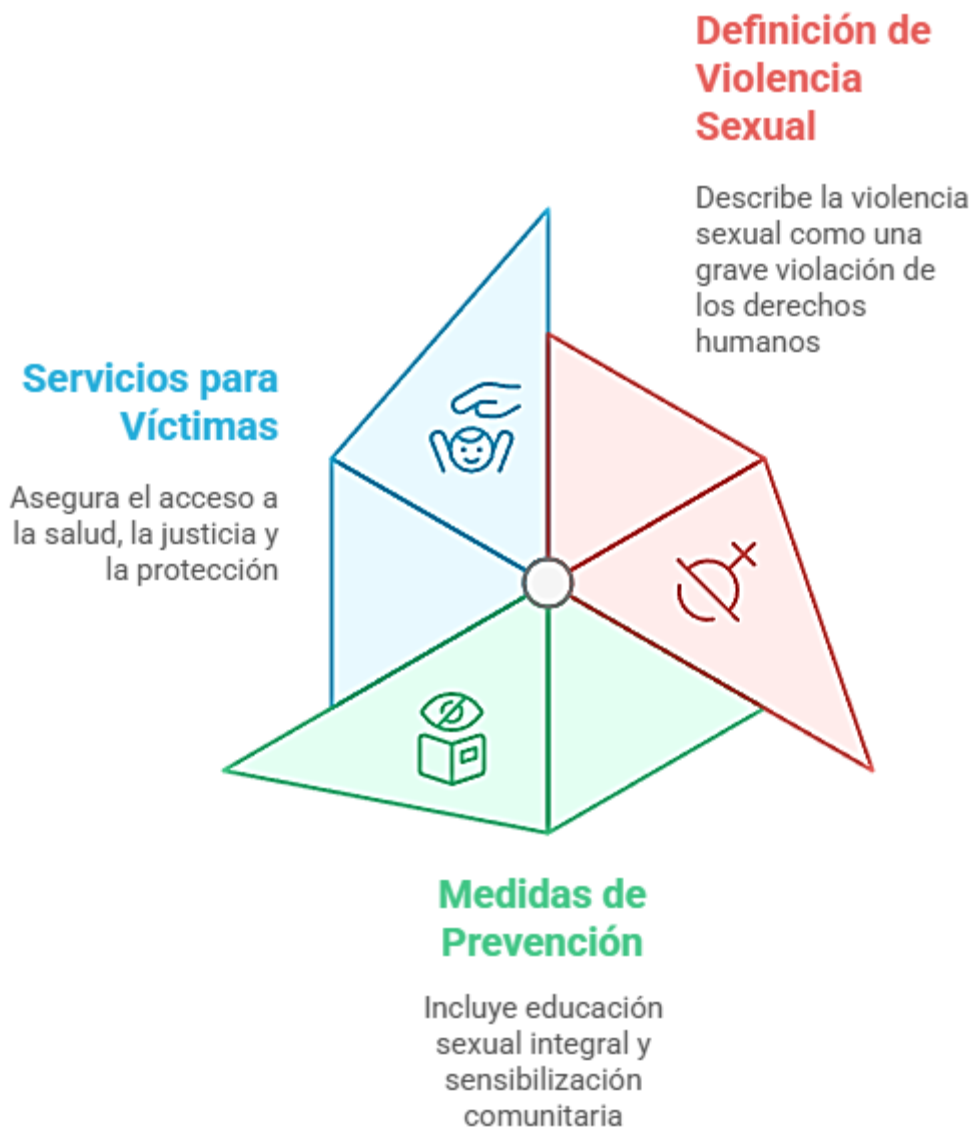 Definición de
Violencia
Sexual
Describe la violencia
sexual como una
grave violación de
los derechos
humanos
Servicios para
Víctimas
Asegura el acceso a
la salud, la justicia y
la protección
Medidas de
Prevención
Incluye educación
sexual integral y
sensibilización
comunitaria